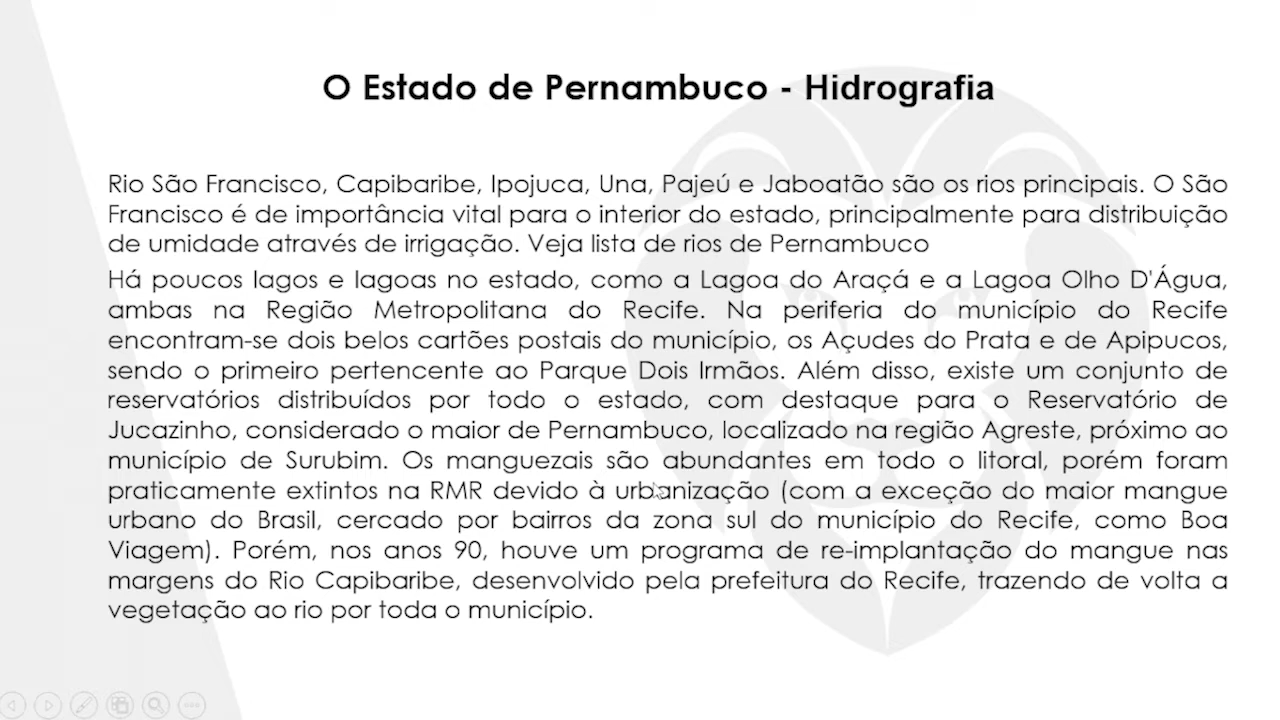 O Estado de Pernambuco - Hidrografia
Rio São Francisco, Capibaribe, Ipojuca, Una, Pajeú e Jaboatão são os rios principais. O São
Francisco é de importância vital para o interior do estado, principalmente para distribuição
de umidade através de irrigação. Veja lista de rios de Pernambuco
Há poucos lagos e lagoas no estado, como a Lagoa do Araçá e a Lagoa Olho D'Água,
ambas na Região Metropolitana do Recife. Na periferia do município do Recife
encontram-se dois belos cartões postais do município, os Açudes do Prata e de Apipucos,
sendo o primeiro pertencente ao Parque Dois Irmãos. Além disso, existe um conjunto de
reservatórios distribuídos por todo o estado, com destaque para o Reservatório de
Jucazinho, considerado o maior de Pernambuco, localizado na região Agreste, próximo ao
município de Surubim. Os manguezais são abundantes em todo o litoral, porém foram
praticamente extintos na RMR devido à urbanização (com a exceção do maior mangue
urbano do Brasil, cercado por bairros da zona sul do município do Recife, como Boa
Viagem). Porém, nos anos 90, houve um programa de re-implantação do mangue nas
margens do Rio Capibaribe, desenvolvido pela prefeitura do Recife, trazendo de volta a
vegetação ao rio por toda o município.